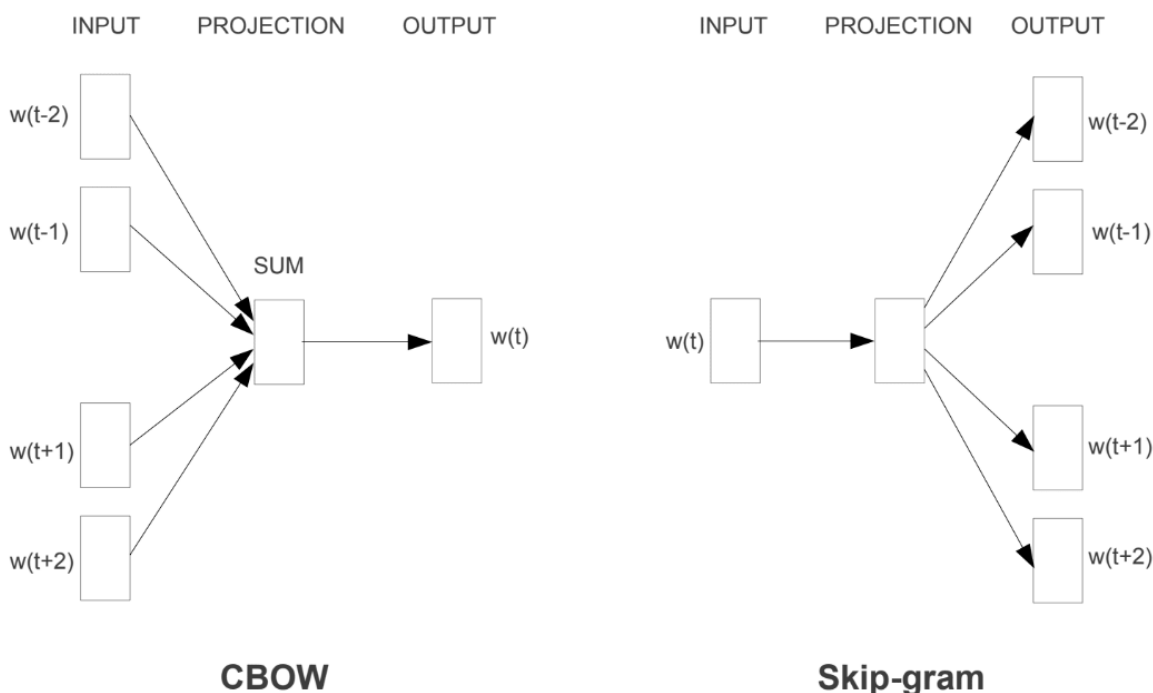 INPUT PROJECTION OUTPUT
w(t-2)
w(t-1)
SUM
w(t)
w(t+1)
w(t+2)
CBOW
INPUT PROJECTION OUTPUT
w(t-2)
w(t-1)
w(t)
w(t+1)
w(t+2)
Skip-gram